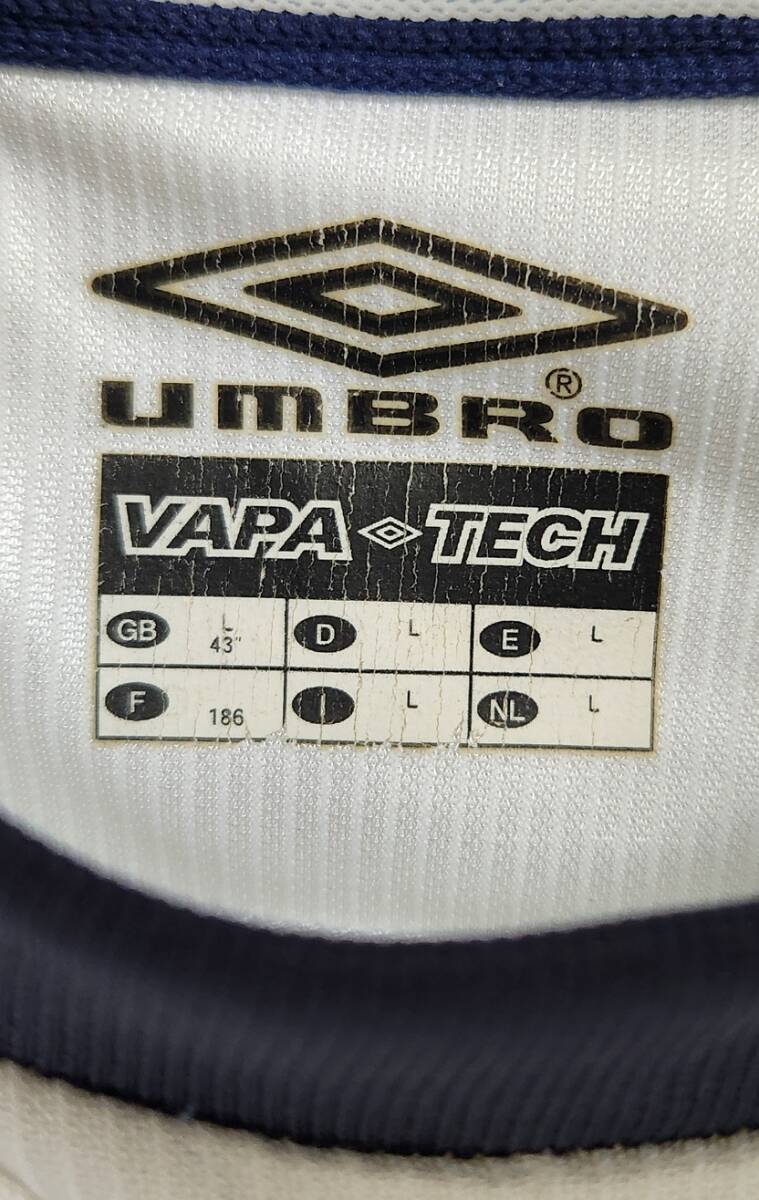 UMBRO®
VAPA TECH
GB L 43" D L E L
F 186 I L NL L